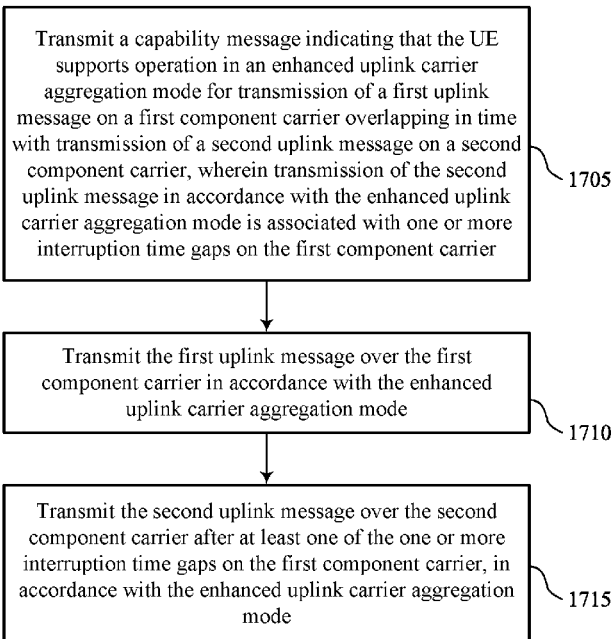 Transmit a capability message indicating that the UE
supports operation in an enhanced uplink carrier
aggregation mode for transmission of a first uplink
message on a first component carrier overlapping in time
with transmission of a second uplink message on a second
component carrier, wherein transmission of the second
uplink message in accordance with the enhanced uplink
carrier aggregation mode is associated with one or more
interruption time gaps on the first component carrier
1705
Transmit the first uplink message over the first
component carrier in accordance with the enhanced
uplink carrier aggregation mode
1710
Transmit the second uplink message over the second
component carrier after at least one of the one or more
interruption time gaps on the first component carrier, in
accordance with the enhanced uplink carrier aggregation
mode
1715